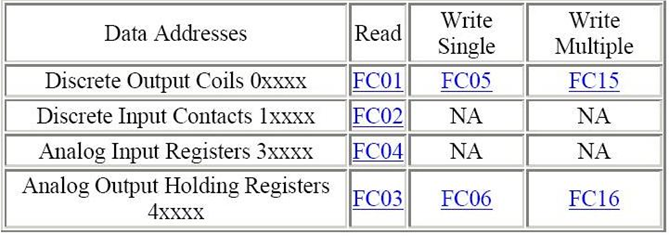 Data Addresses Read Write Single Write Multiple
Discrete Output Coils 0xxxx FC01 FC05 FC15
Discrete Input Contacts 1xxxx FC02 NA NA
Analog Input Registers 3xxxx FC04 NA NA
Analog Output Holding Registers 4xxxx FC03 FC06 FC16